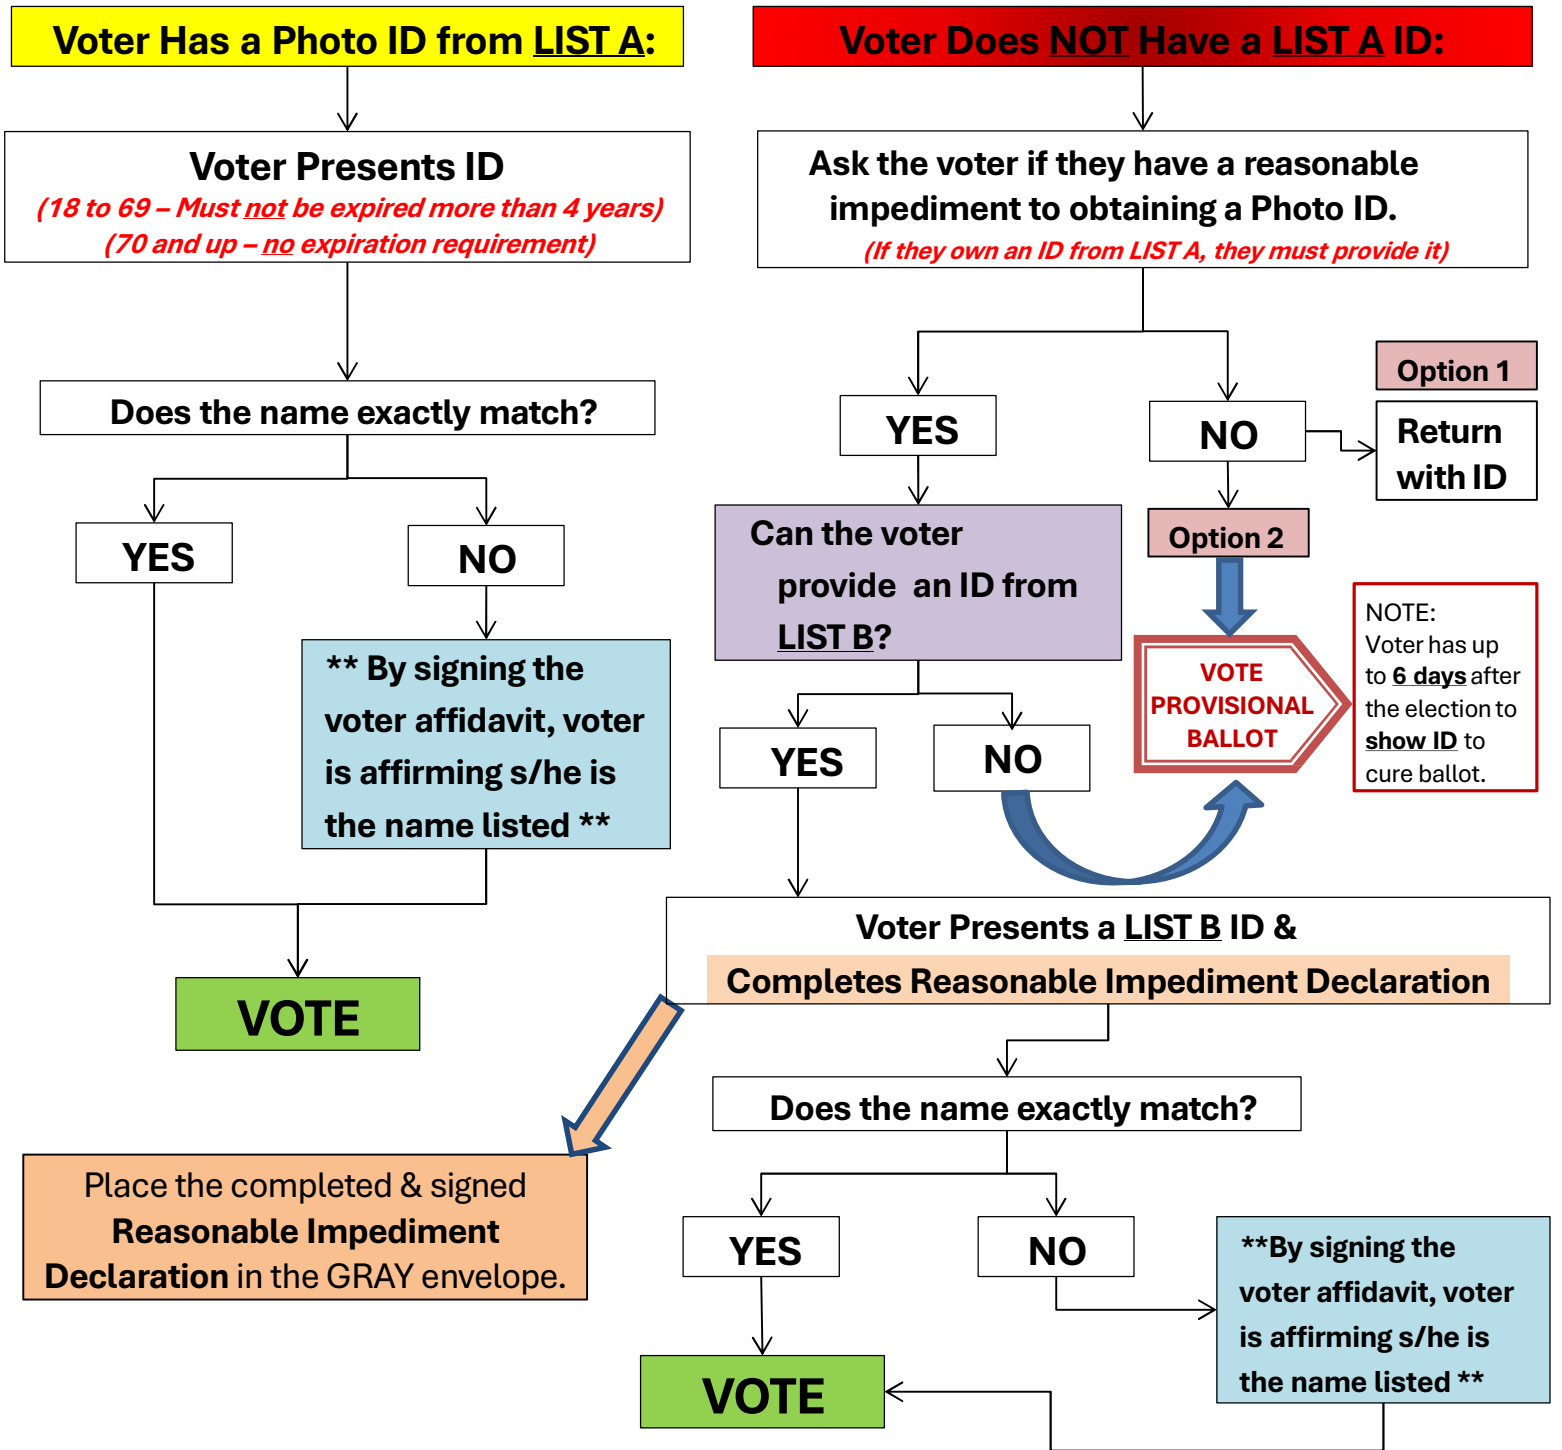 Voter Has a Photo ID from LIST A:
Voter Presents ID
(18 to 69 – Must not be expired more than 4 years)
(70 and up – no expiration requirement)
Does the name exactly match?
YES
NO
** By signing the
voter affidavit, voter
is affirming s/he is
the name listed **
VOTE
Voter Does NOT Have a LIST A ID:
Ask the voter if they have a reasonable
impediment to obtaining a Photo ID.
(If they own an ID from LIST A, they must provide it)
YES
NO
Option 1
Return
with ID
Option 2
VOTE
PROVISIONAL
BALLOT
NOTE:
Voter has up
to 6 days after
the election to
show ID to
cure ballot.
Can the voter
provide an ID from
LIST B?
YES
NO
Voter Presents a LIST B ID &
Completes Reasonable Impediment Declaration
Place the completed & signed
Reasonable Impediment
Declaration in the GRAY envelope.
Does the name exactly match?
YES
NO
**By signing the
voter affidavit, voter
is affirming s/he is
the name listed **
VOTE